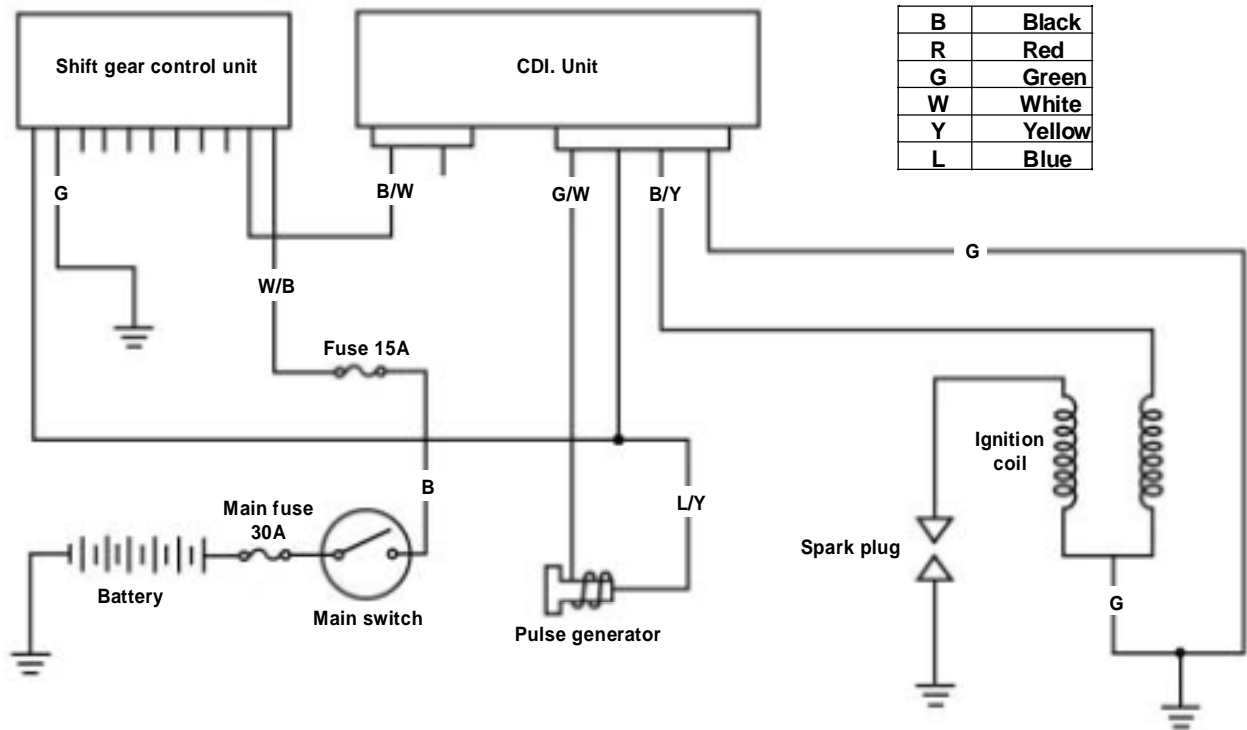 Shift gear control unit
CDI. Unit
B Black
R Red
G Green
W White
Y Yellow
L Blue
G
B/W
G/W
B/Y
G
W/B
Fuse 15A
Ignition
coil
B
L/Y
Main fuse
30A
Spark plug
Battery
Main switch
Pulse generator
G